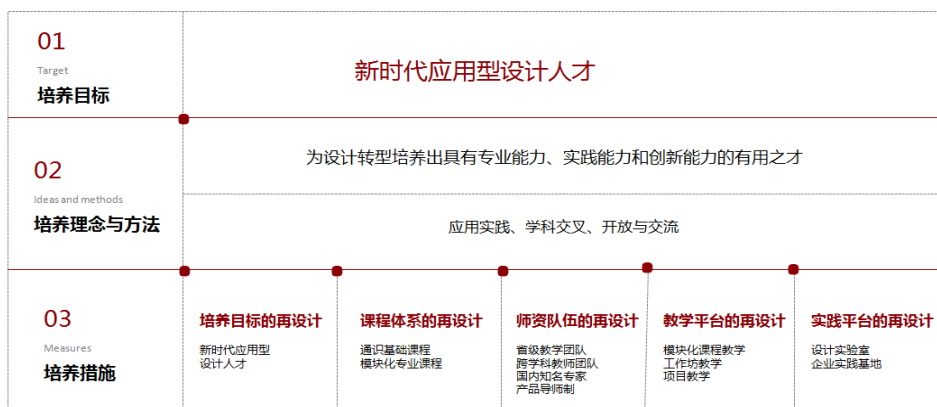 01
Target
培养目标
新时代应用型设计人才
02
Ideas and methods
培养理念与方法
为设计转型培养出具有专业能力、实践能力和创新能力的有用之才
应用实践、学科交叉、开放与交流
03
Measures
培养措施
培养目标的再设计
新时代应用型
设计人才
课程体系的再设计
通识基础课程
模块化专业课程
师资队伍的再设计
省级教学团队
跨学科教师团队
国内知名专家
产品导师制
教学平台的再设计
模块化课程教学
工作坊教学
项目教学
实践平台的再设计
设计实验室
企业实践基地